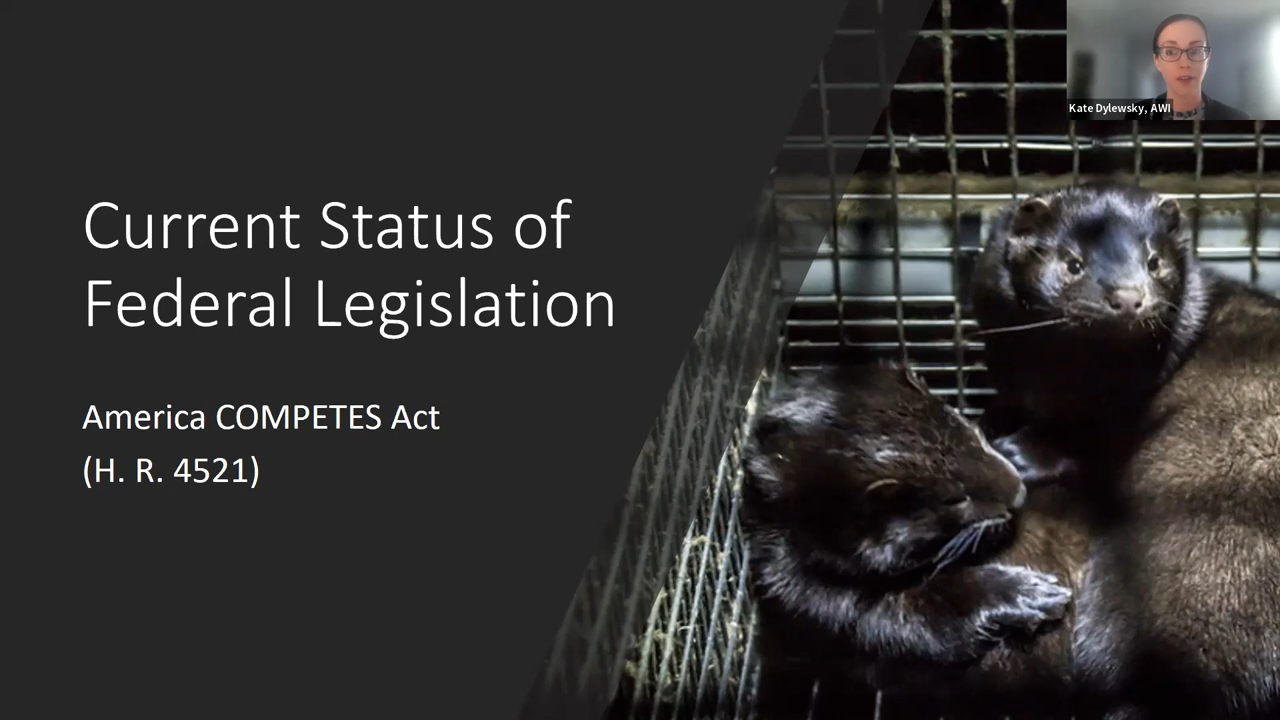 Kate Dylewsky, AWI
Current Status of
Federal Legislation
America COMPETES Act
(H. R. 4521)